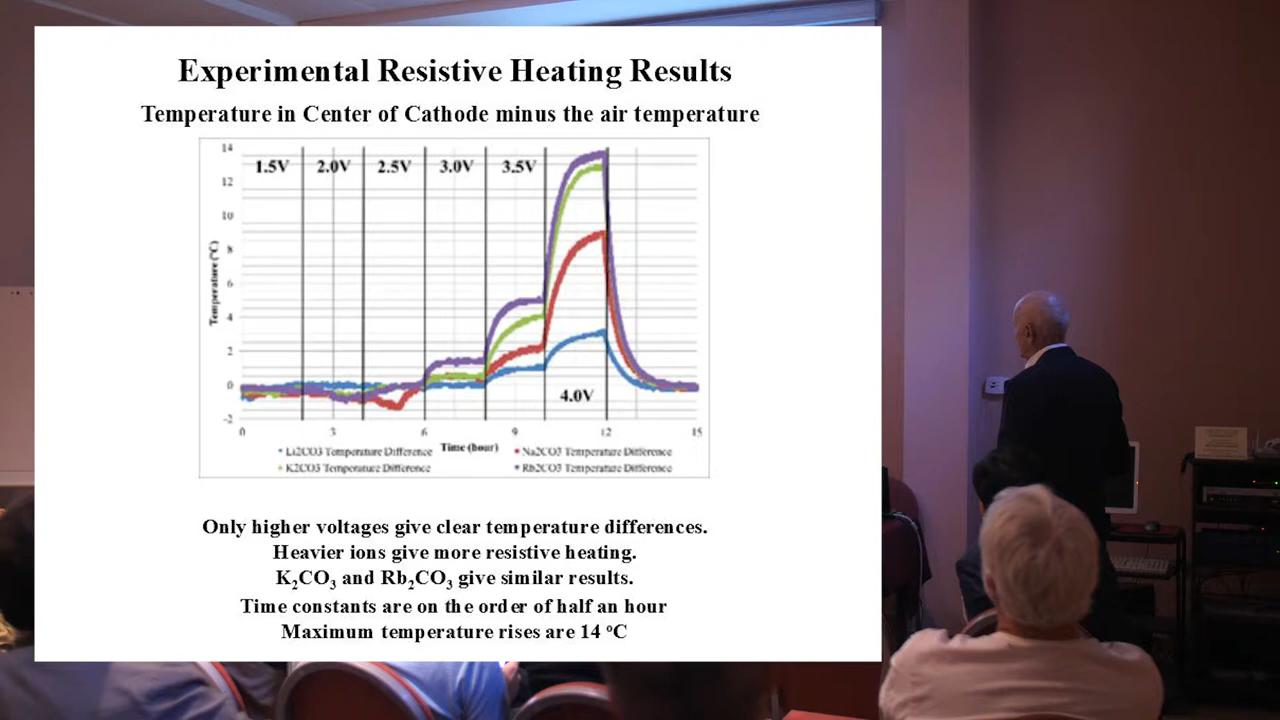 Experimental Resistive Heating Results
Temperature in Center of Cathode minus the air temperature
14
1.5V 2.0V 2.5V 3.0V 3.5V
12
10
8
6
4
2
0
4.0V
-2
0 3 6 9 12 15
Temperature (°C)
Time (hour)
Li2CO3 Temperature Difference Na2CO3 Temperature Difference
K2CO3 Temperature Difference Rb2CO3 Temperature Difference
Only higher voltages give clear temperature differences.
Heavier ions give more resistive heating.
K₂CO₃ and Rb₂CO₃ give similar results.
Time constants are on the order of half an hour
Maximum temperature rises are 14 °C